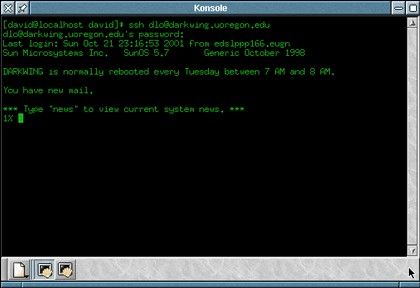 Konsole
[david@localhost david]* ssh dlo@darkwing.uoregon.edu
dlo@darkwing.uoregon.edu's password:
Last login: Sun Oct 21 23:16:53 2001 from edslppp166.eugn
Sun Microsystems Inc.   SunOS 5.7       Generic October 1998
DARKWING is normally rebooted every Tuesday between 7 AM and 8 AM.
You have new mail.
*** Type "news" to view current system news. ***
1%